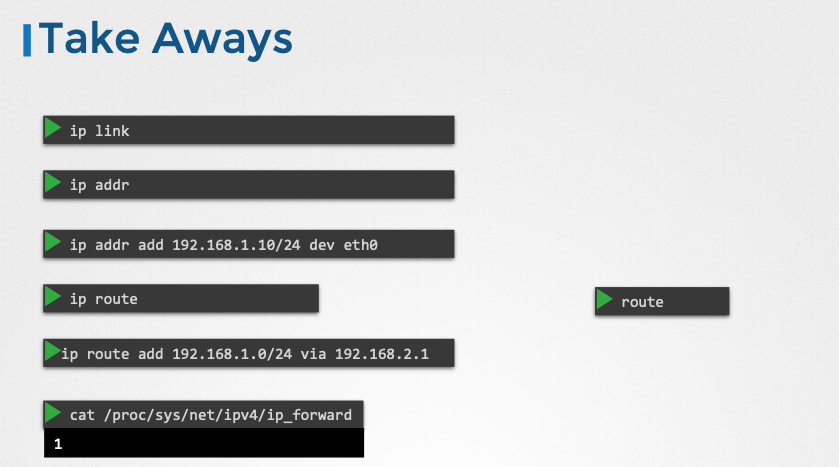 Take Aways
ip link
ip addr
ip addr add 192.168.1.10/24 dev eth0
ip route
route
ip route add 192.168.1.0/24 via 192.168.2.1
cat /proc/sys/net/ipv4/ip_forward
1